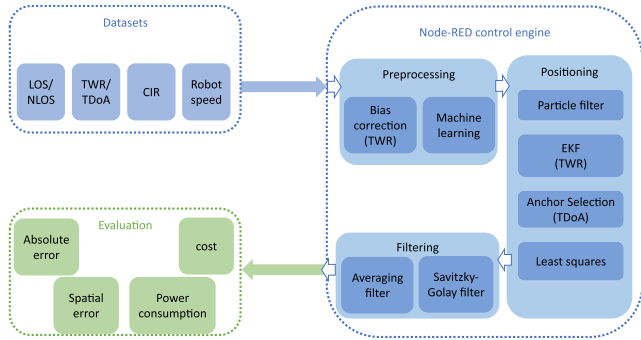 Datasets
LOS/
NLOS
TWR/
TDoA
CIR
Robot
speed
Node-RED control engine
Preprocessing
Bias
correction
(TWR)
Machine
learning
Positioning
Particle filter
EKF
(TWR)
Anchor Selection
(TDoA)
Least squares
Filtering
Averaging
filter
Savitzky-
Golay filter
Evaluation
Absolute
error
cost
Spatial
error
Power
consumption